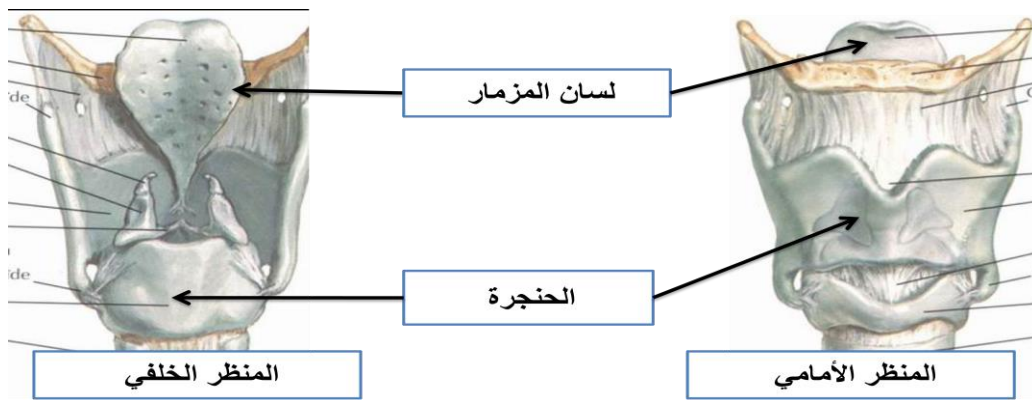 لسان المزمار
الحنجرة
المنظر الأمامي
المنظر الخلفي